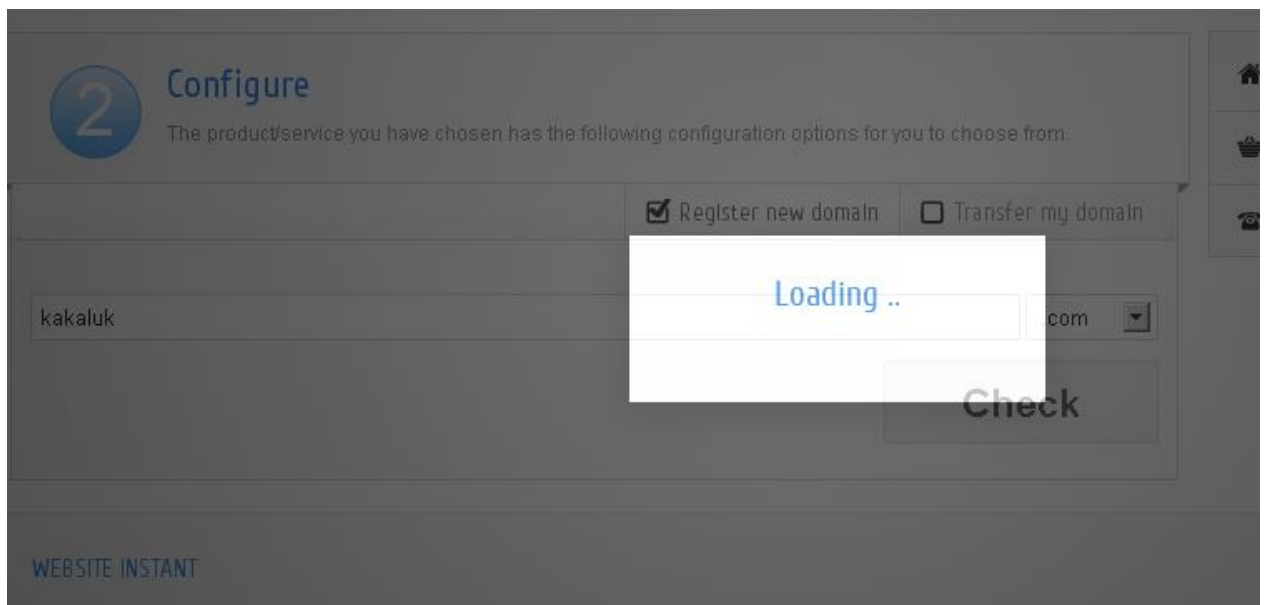 2
Configure
The product/service you have chosen has the following configuration options for you to choose from.
Register new domain
Transfer my domain
Loading ..
kakaluk
.com
Check
WEBSITE INSTANT